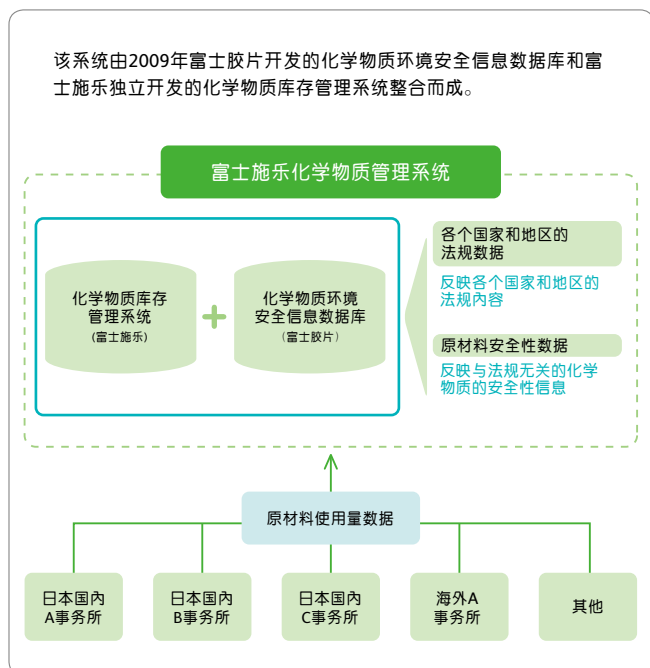 该系统由2009年富士胶片开发的化学物质环境安全信息数据库和富
士施乐独立开发的化学物质库存管理系统整合而成。
富士施乐化学物质管理系统
化学物质库存
管理系统
(富士施乐)
+
化学物质环境
安全信息数据库
(富士胶片)
各个国家和地区的
法规数据
反映各个国家和地区的
法规内容
原材料安全性数据
反映与法规无关的化学
物质的安全性信息
原材料使用量数据
日本国内
A事务所
日本国内
B事务所
日本国内
C事务所
海外A
事务所
其他